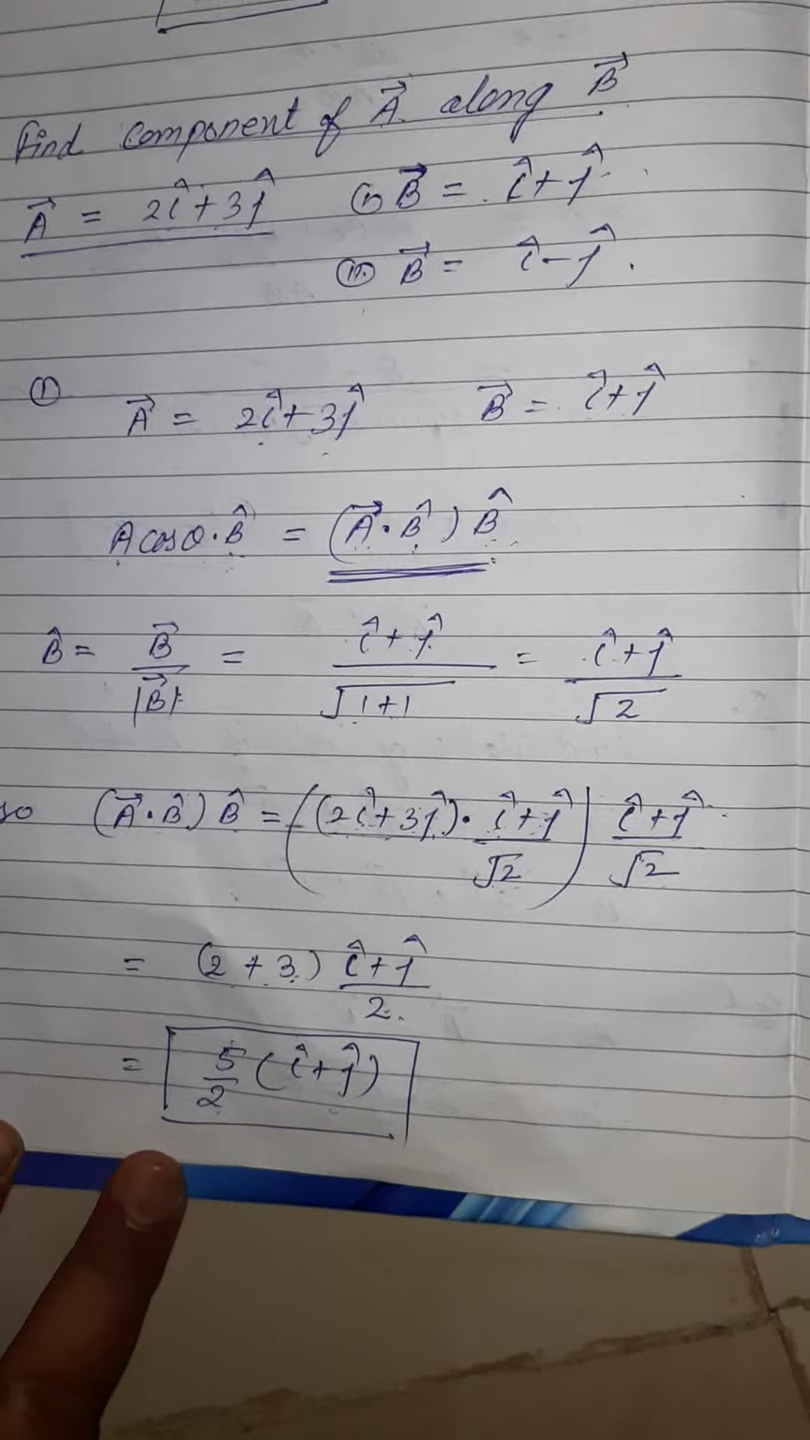 Find component of A⃗ along B⃗
A⃗ = 2î + 3ĵ (i) B⃗ = î + ĵ
(ii) B⃗ = î - ĵ.
(1)
A⃗ = 2î + 3ĵ B⃗ = î + ĵ
A cosθ · B̂ = (A⃗ · B̂) B̂
B̂ = B⃗/|B⃗| = (î + ĵ)/√(1+1) = (î + ĵ)/√2
so (A⃗ · B̂) B̂ = ((2î + 3ĵ) · (î + ĵ)/√2) (î + ĵ)/√2
= (2 + 3) (î + ĵ)/2
= 5/2 (î + ĵ)